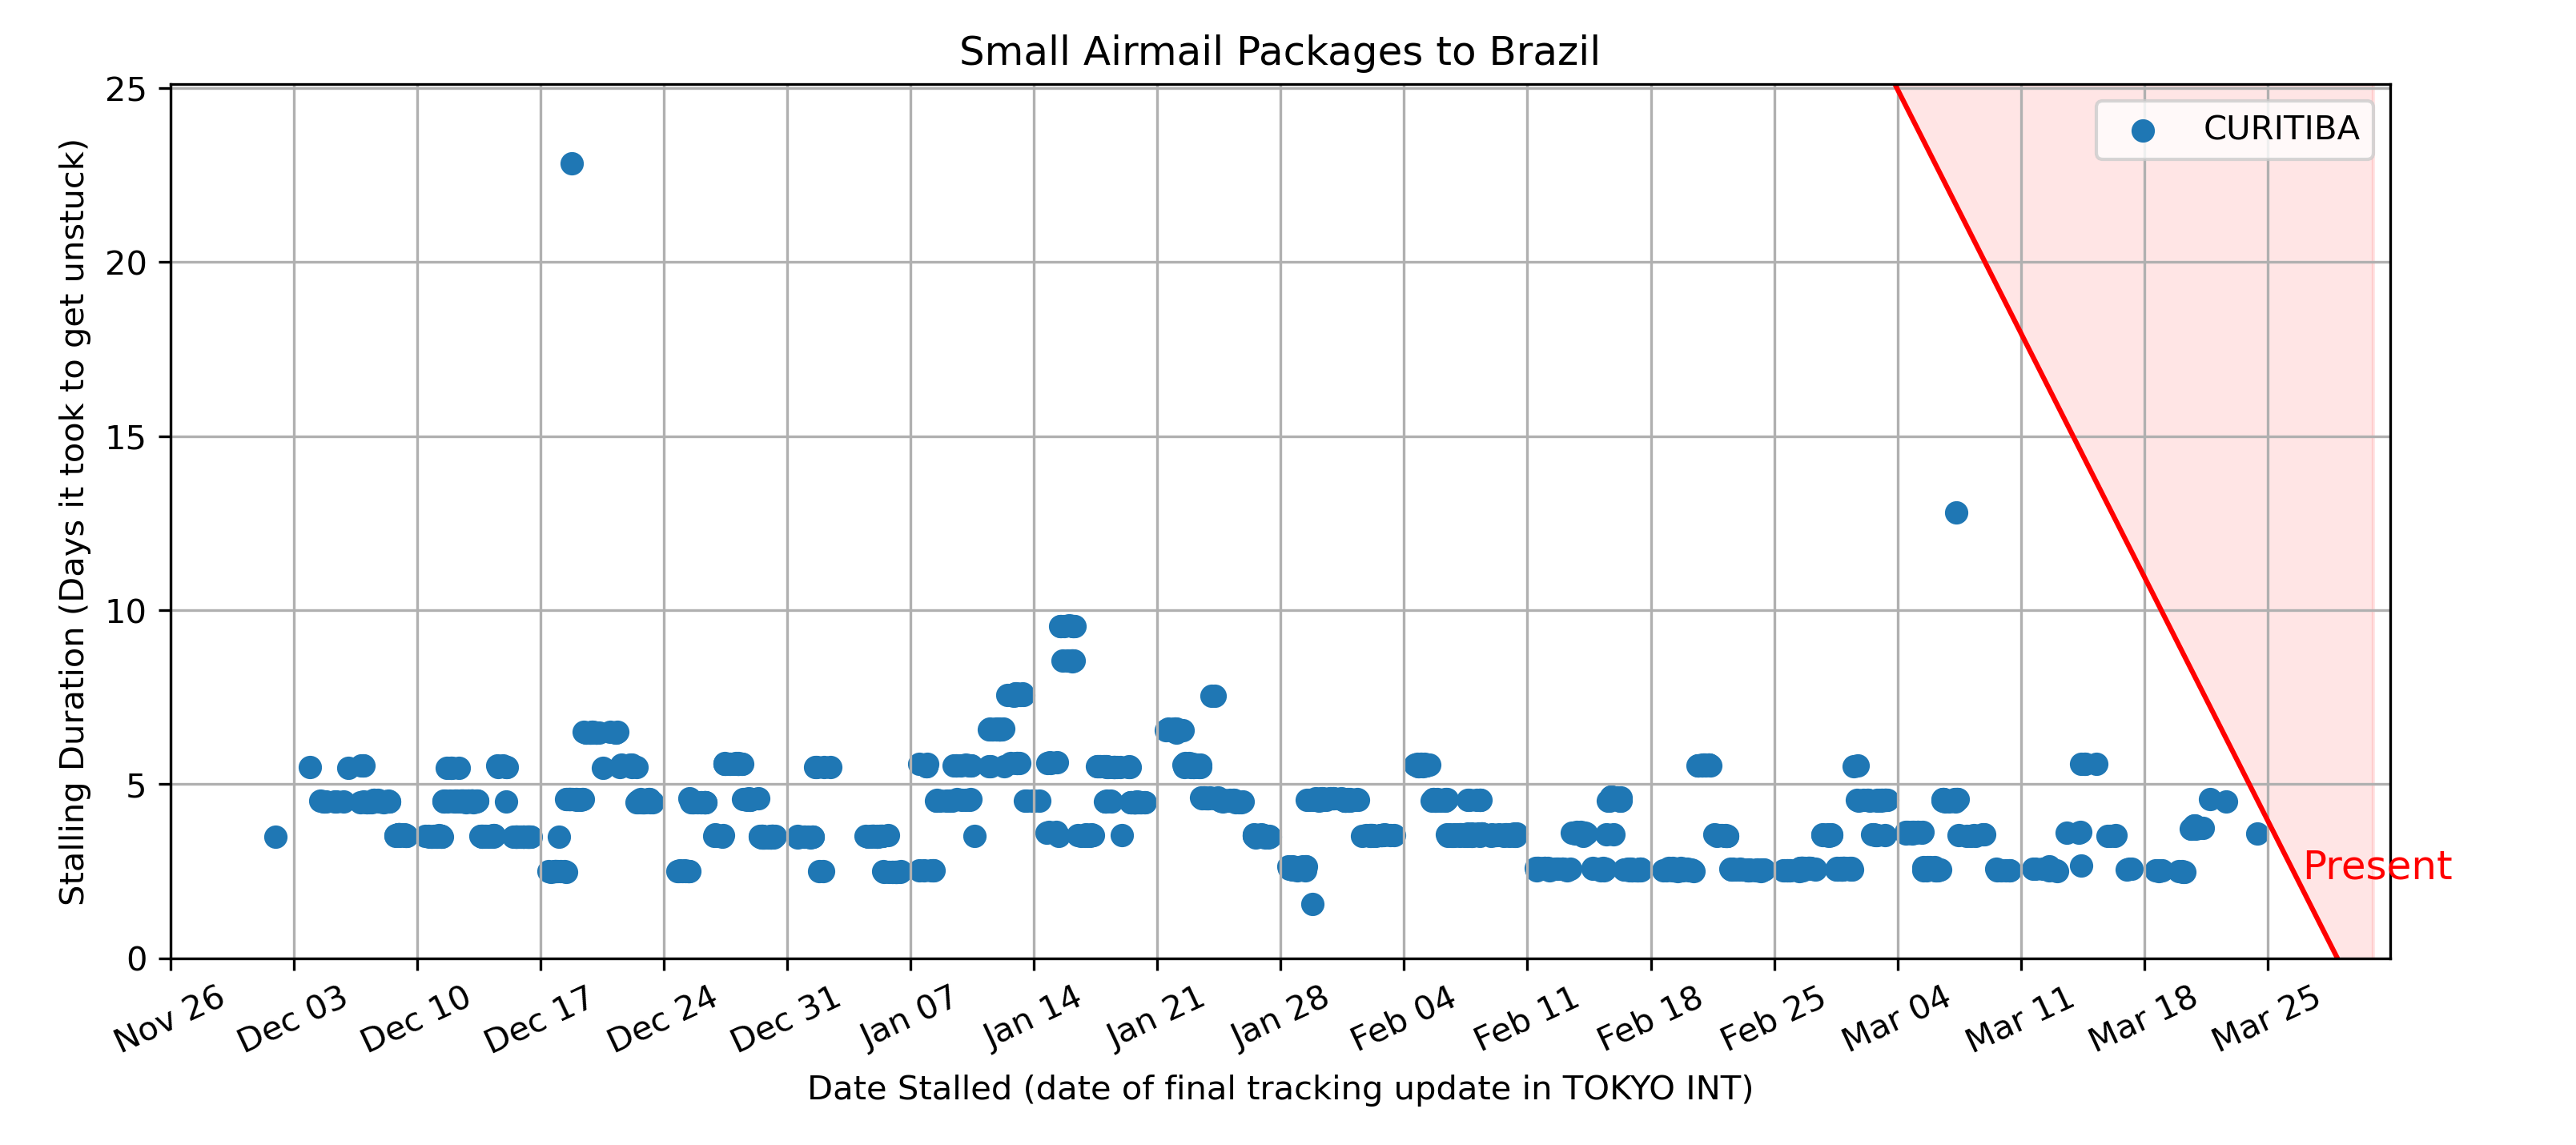 Small Airmail Packages to Brazil
CURITIBA
Stalling Duration (Days it took to get unstuck)
25
20
15
10
5
0
Present
Nov 26
Dec 03
Dec 10
Dec 17
Dec 24
Dec 31
Jan 07
Jan 14
Jan 21
Jan 28
Feb 04
Feb 11
Feb 18
Feb 25
Mar 04
Mar 11
Mar 18
Mar 25
Date Stalled (date of final tracking update in TOKYO INT)